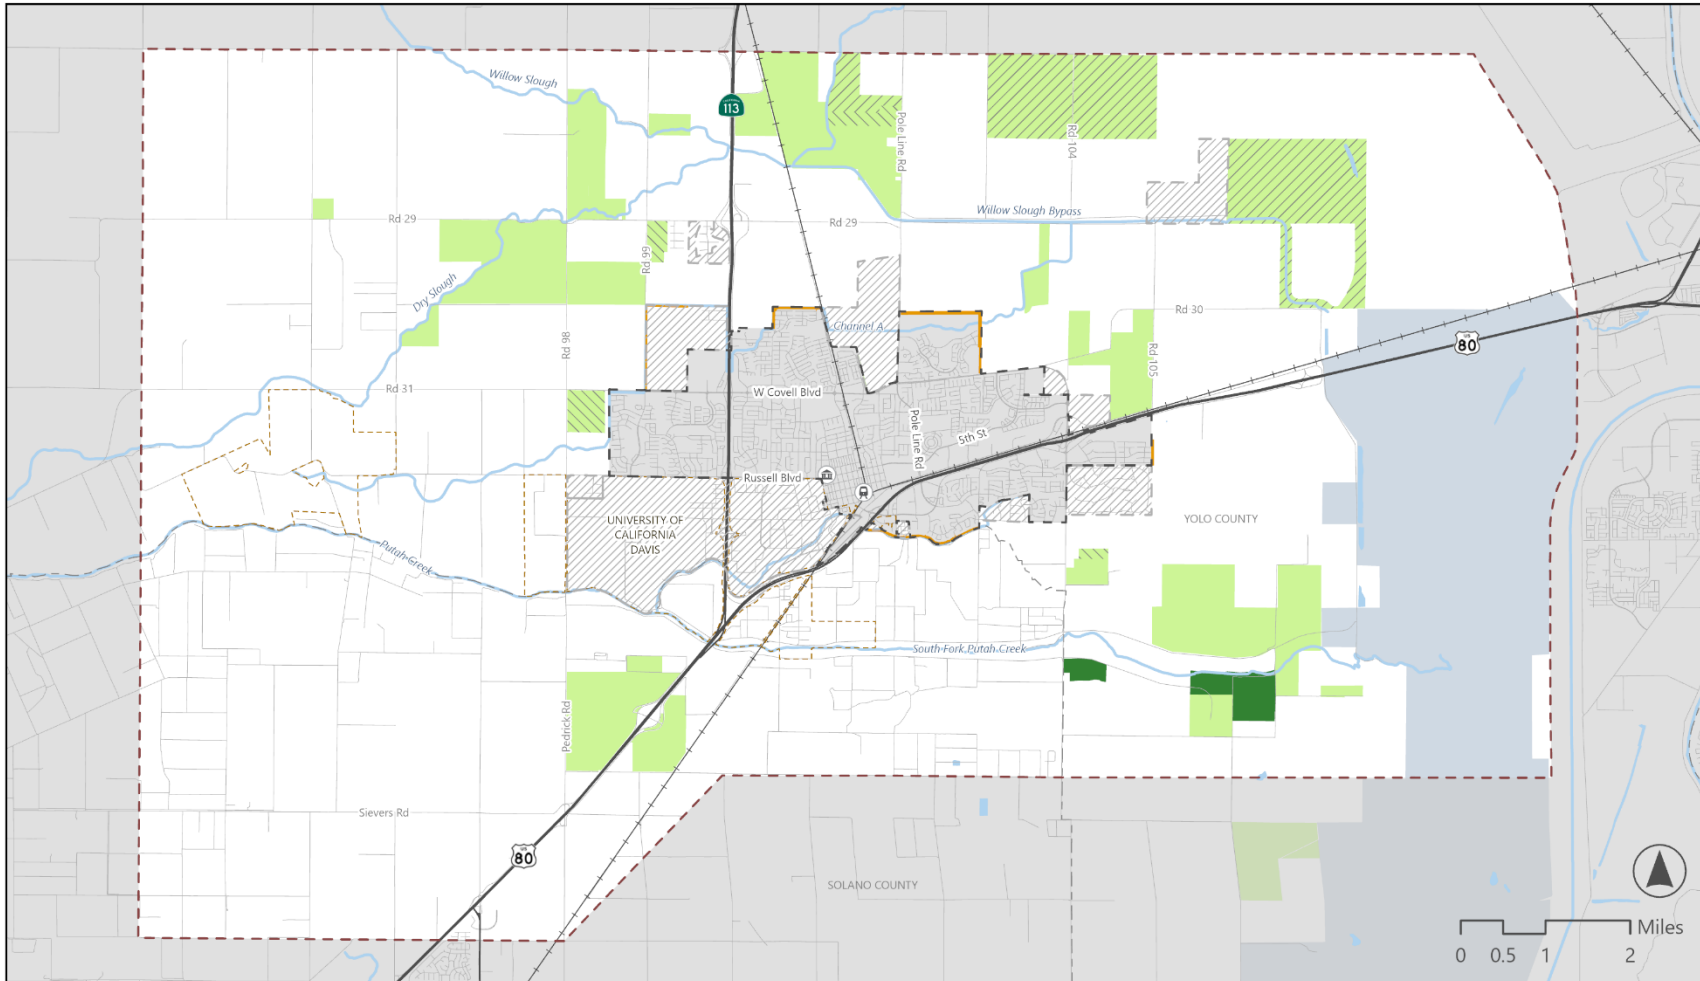 Willow Slough
113
Pole Line Rd
Rd 104
Rd 29
Rd 29
Willow Slough Bypass
Rd 99
Dry Slough
Rd 98
Channel A
Rd 30
US
80
Rd 105
Rd 31
W Covell Blvd
Pole Line Rd
5th St
Russell Blvd
UNIVERSITY OF
CALIFORNIA
DAVIS
YOLO COUNTY
Putah Creek
South Fork Putah Creek
Pedrick Rd
Sievers Rd
US
80
SOLANO COUNTY
Miles
0 0.5 1 2